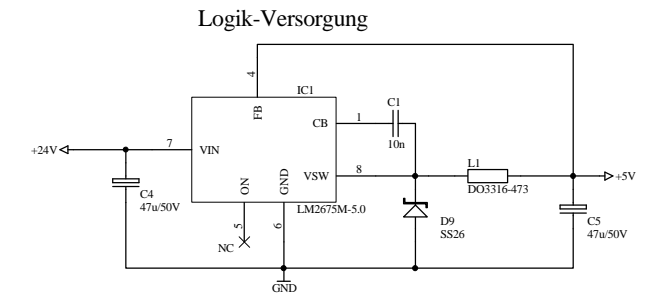 Logik-Versorgung
4
IC1
FB
C1
CB
1
10n
+24V
7
VIN
VSW
8
L1
DO3316-473
+5V
ON
GND
C4
47u/50V
LM2675M-5.0
5
6
NC
D9
SS26
C5
47u/50V
GND